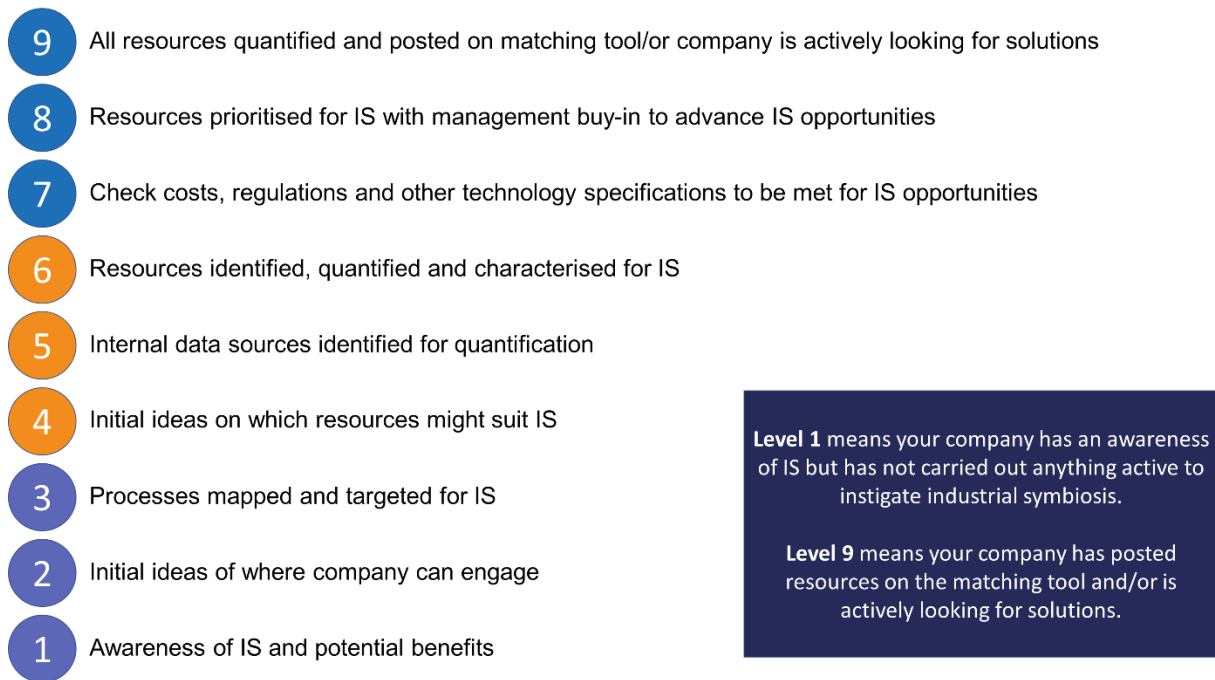 9 All resources quantified and posted on matching tool/or company is actively looking for solutions
8 Resources prioritised for IS with management buy-in to advance IS opportunities
7 Check costs, regulations and other technology specifications to be met for IS opportunities
6 Resources identified, quantified and characterised for IS
5 Internal data sources identified for quantification
4 Initial ideas on which resources might suit IS
3 Processes mapped and targeted for IS
2 Initial ideas of where company can engage
1 Awareness of IS and potential benefits
Level 1 means your company has an awareness
of IS but has not carried out anything active to
instigate industrial symbiosis.
Level 9 means your company has posted
resources on the matching tool and/or is
actively looking for solutions.